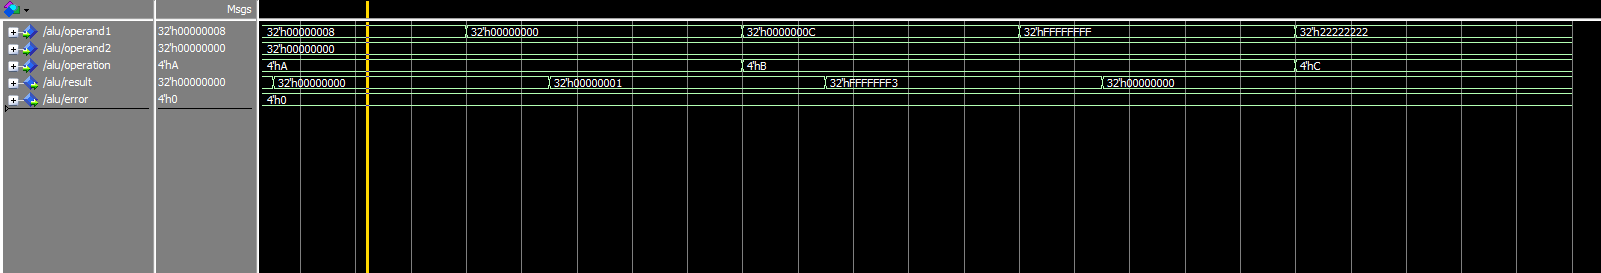 Msgs
/alu/operand1 32'h00000008 32'h00000008 32'h00000000 32'h0000000C 32'hFFFFFFFF 32'h22222222
/alu/operand2 32'h00000000 32'h00000000
/alu/operation 4'hA 4'hA 4'hB 4'hC
/alu/result 32'h00000000 32'h00000000 32'h00000001 32'hFFFFFFF3 32'h00000000
/alu/error 4'h0 4'h0